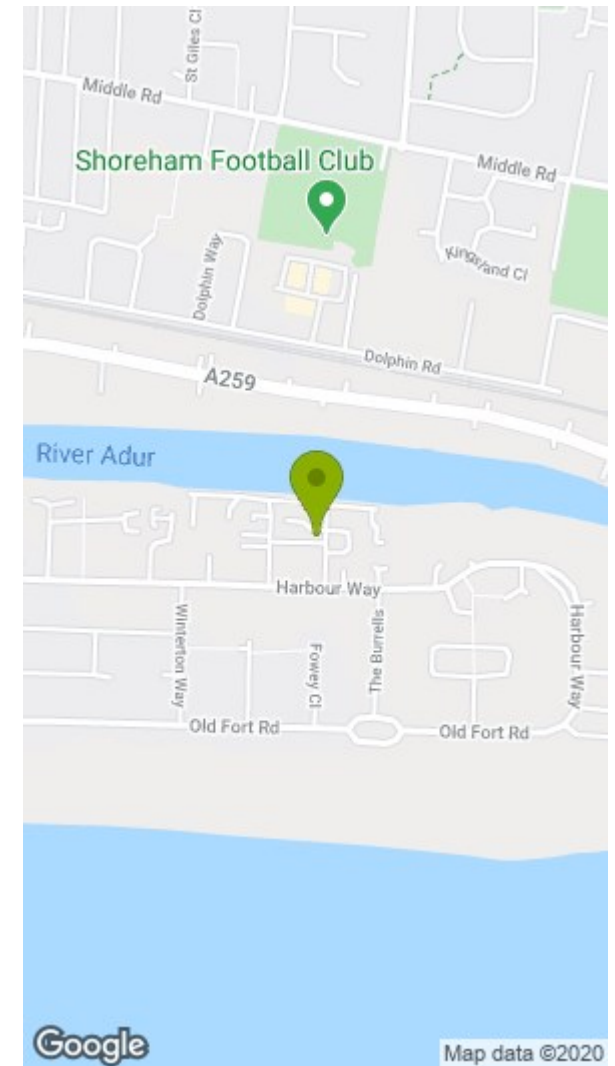 St Giles Cl
Middle Rd
Shoreham Football Club
Middle Rd
Kingsland Cl
Dolphin Way
Dolphin Rd
A259
River Adur
Harbour Way
Winterton Way
Fowey Cl
The Burrells
Harbour Way
Old Fort Rd
Old Fort Rd
Google
Map data ©2020